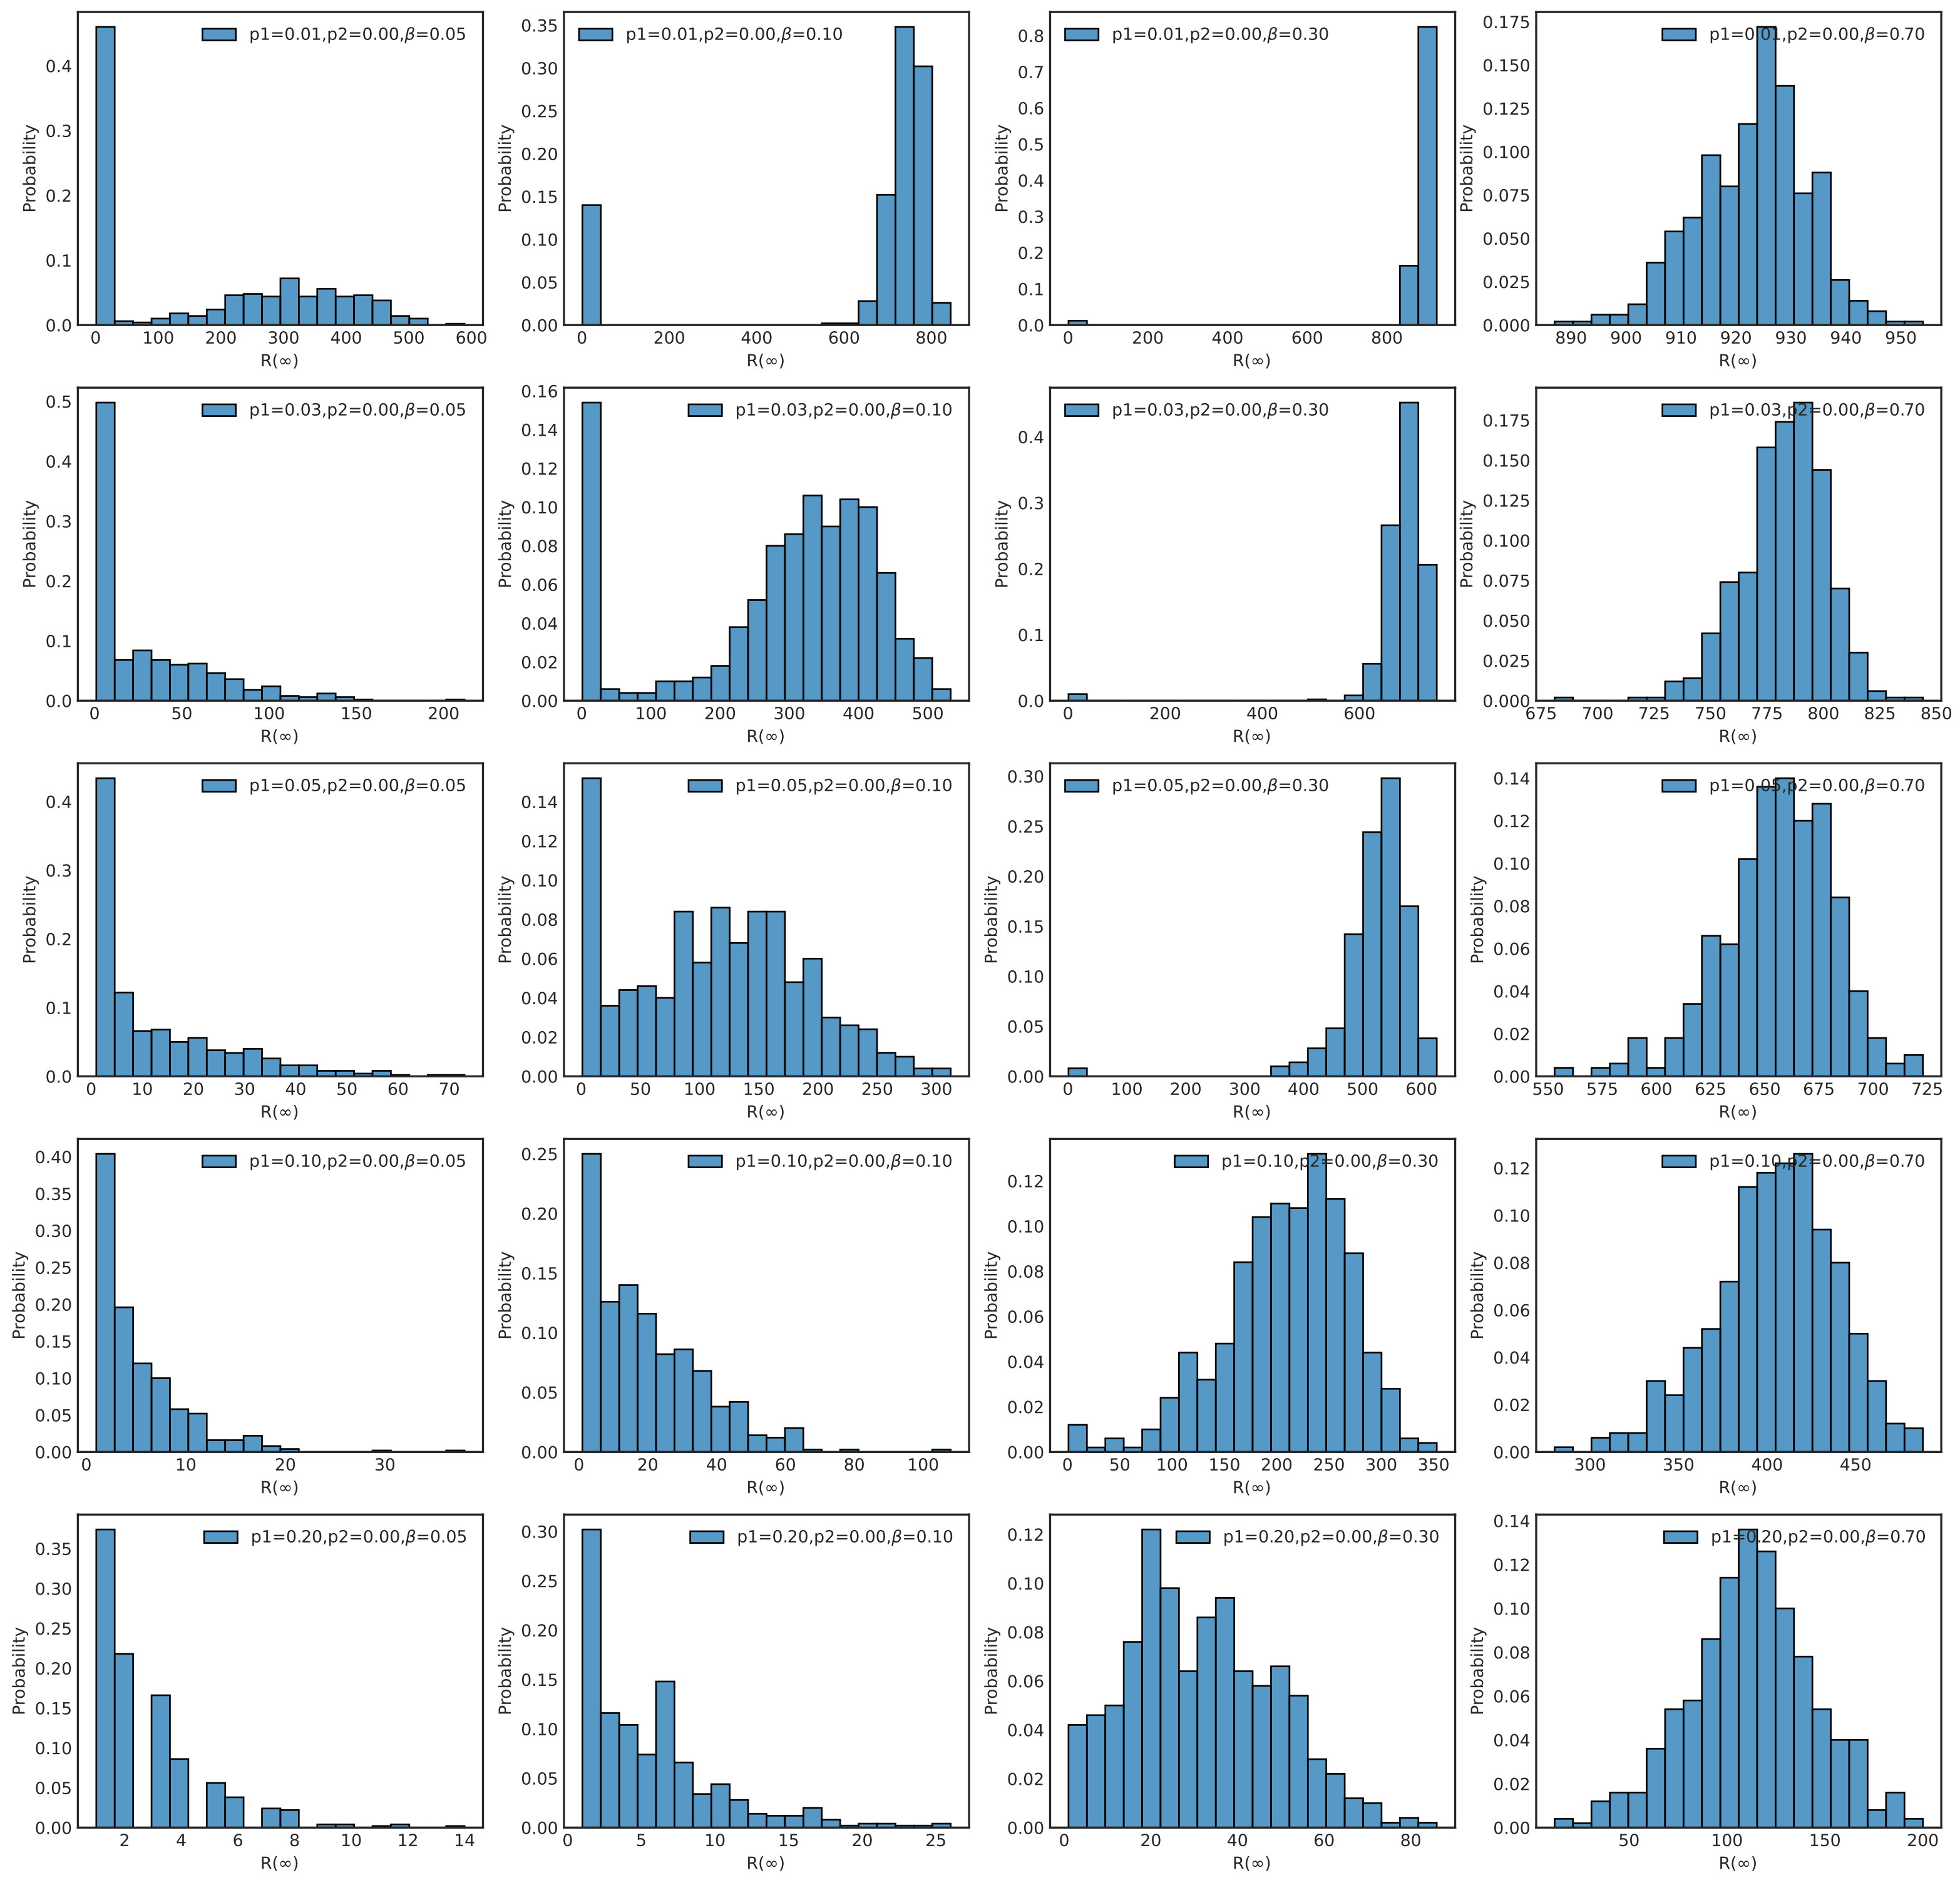 p1=0.01,p2=0.00,β=0.05
Probability
0.4
0.3
0.2
0.1
0.0
0 100 200 300 400 500 600
R(∞)
p1=0.01,p2=0.00,β=0.10
Probability
0.35
0.30
0.25
0.20
0.15
0.10
0.05
0.00
0 200 400 600 800
R(∞)
p1=0.01,p2=0.00,β=0.30
Probability
0.8
0.7
0.6
0.5
0.4
0.3
0.2
0.1
0.0
0 200 400 600 800
R(∞)
p1=0.01,p2=0.00,β=0.70
Probability
0.175
0.150
0.125
0.100
0.075
0.050
0.025
0.000
890 900 910 920 930 940 950
R(∞)
p1=0.03,p2=0.00,β=0.05
Probability
0.5
0.4
0.3
0.2
0.1
0.0
0 50 100 150 200
R(∞)
p1=0.03,p2=0.00,β=0.10
Probability
0.16
0.14
0.12
0.10
0.08
0.06
0.04
0.02
0.00
0 100 200 300 400 500
R(∞)
p1=0.03,p2=0.00,β=0.30
Probability
0.4
0.3
0.2
0.1
0.0
0 200 400 600
R(∞)
p1=0.03,p2=0.00,β=0.70
Probability
0.175
0.150
0.125
0.100
0.075
0.050
0.025
0.000
675 700 725 750 775 800 825 850
R(∞)
p1=0.05,p2=0.00,β=0.05
Probability
0.4
0.3
0.2
0.1
0.0
0 10 20 30 40 50 60 70
R(∞)
p1=0.05,p2=0.00,β=0.10
Probability
0.14
0.12
0.10
0.08
0.06
0.04
0.02
0.00
0 50 100 150 200 250 300
R(∞)
p1=0.05,p2=0.00,β=0.30
Probability
0.30
0.25
0.20
0.15
0.10
0.05
0.00
0 100 200 300 400 500 600
R(∞)
p1=0.05,p2=0.00,β=0.70
Probability
0.14
0.12
0.10
0.08
0.06
0.04
0.02
0.00
550 575 600 625 650 675 700 725
R(∞)
p1=0.10,p2=0.00,β=0.05
Probability
0.40
0.35
0.30
0.25
0.20
0.15
0.10
0.05
0.00
0 10 20 30
R(∞)
p1=0.10,p2=0.00,β=0.10
Probability
0.25
0.20
0.15
0.10
0.05
0.00
0 20 40 60 80 100
R(∞)
p1=0.10,p2=0.00,β=0.30
Probability
0.12
0.10
0.08
0.06
0.04
0.02
0.00
0 50 100 150 200 250 300 350
R(∞)
p1=0.10,p2=0.00,β=0.70
Probability
0.12
0.10
0.08
0.06
0.04
0.02
0.00
300 350 400 450
R(∞)
p1=0.20,p2=0.00,β=0.05
Probability
0.35
0.30
0.25
0.20
0.15
0.10
0.05
0.00
2 4 6 8 10 12 14
R(∞)
p1=0.20,p2=0.00,β=0.10
Probability
0.30
0.25
0.20
0.15
0.10
0.05
0.00
0 5 10 15 20 25
R(∞)
p1=0.20,p2=0.00,β=0.30
Probability
0.12
0.10
0.08
0.06
0.04
0.02
0.00
0 20 40 60 80
R(∞)
p1=0.20,p2=0.00,β=0.70
Probability
0.14
0.12
0.10
0.08
0.06
0.04
0.02
0.00
50 100 150 200
R(∞)